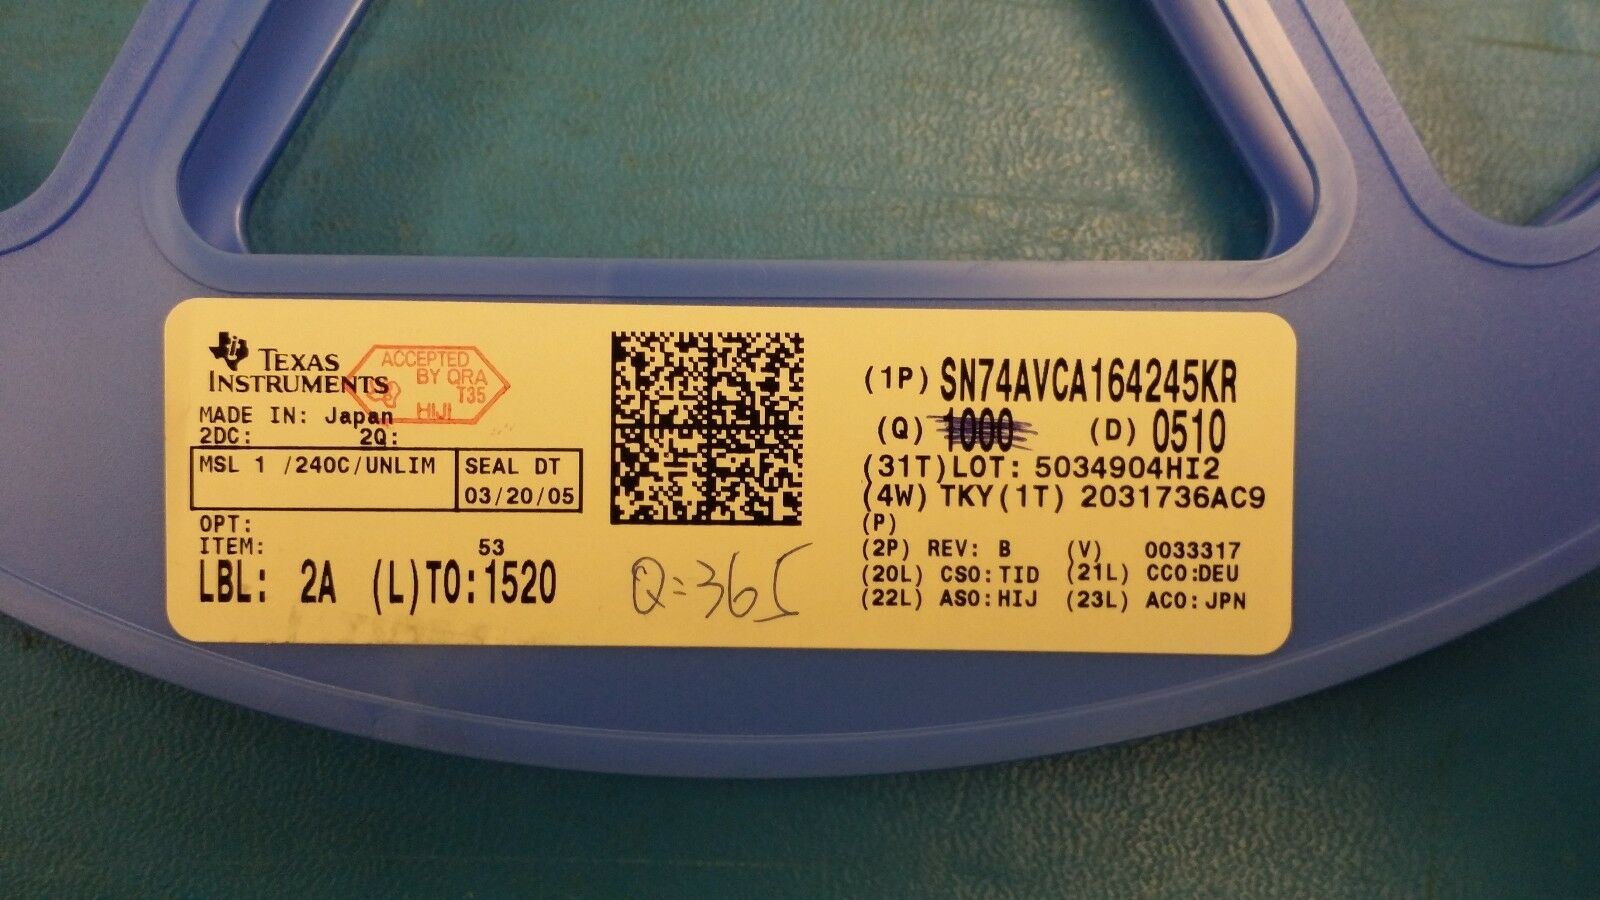 TEXAS
INSTRUMENTS
ACCEPTED
BY QRA
T35
HIJI
MADE IN: Japan
2DC: 2Q:
MSL 1 /240C/UNLIM
SEAL DT
03/20/05
OPT:
ITEM: 53
LBL: 2A (L)TO:1520
Q=365
(1P) SN74AVCA164245KR
(Q) 1000 (D) 0510
(31T)LOT: 5034904HI2
(4W) TKY(1T) 2031736AC9
(P)
(2P) REV: B (V) 0033317
(20L) CSO:TID (21L) CCO:DEU
(22L) ASO:HIJ (23L) ACO:JPN